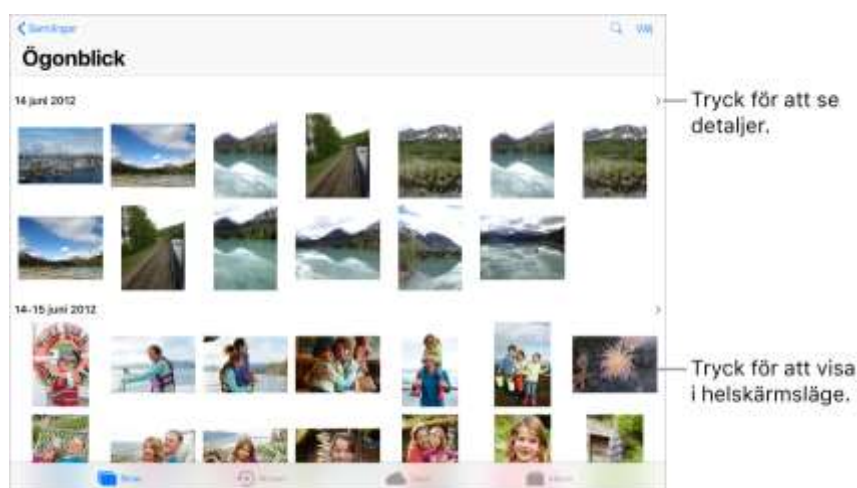 Samlingar
Välj
Ögonblick
14 juni 2012
Tryck för att se
detaljer.
14–15 juni 2012
Tryck för att visa
i helskärmsläge.